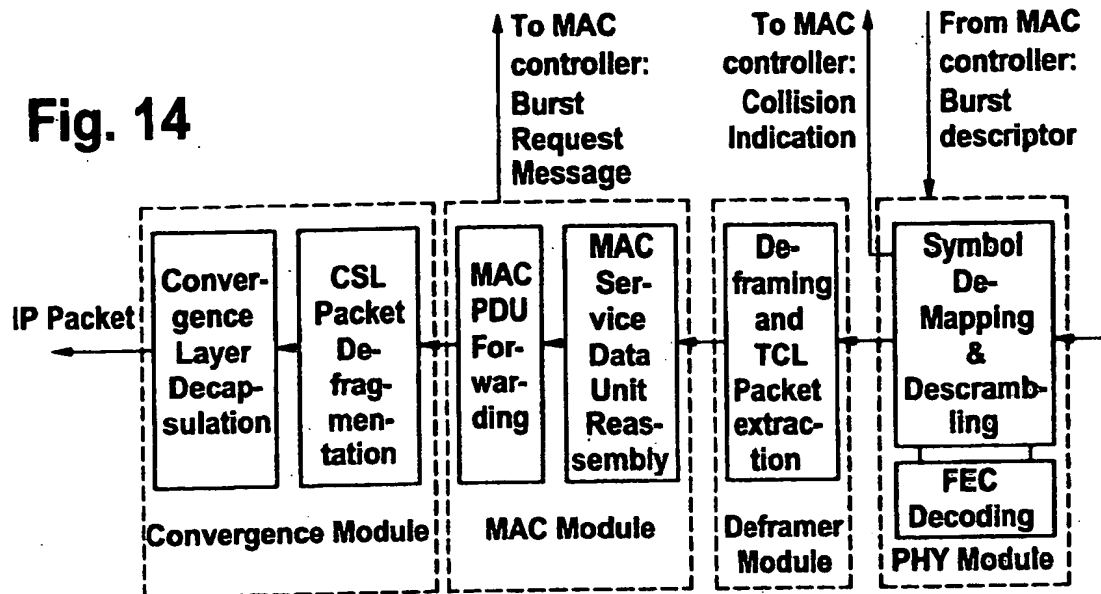 Fig. 14
To MAC
controller:
Burst
Request
Message
To MAC
controller:
Collision
Indication
From MAC
controller:
Burst
descriptor
IP Packet
Conver-
gence
Layer
Decap-
sulation
CSL
Packet
De-
frag-
men-
tation
Convergence Module
MAC
PDU
For-
war-
ding
MAC
Ser-
vice
Data
Unit
Reas-
sembly
MAC Module
De-
framing
and
TCL
Packet
extrac-
tion
Deframer
Module
Symbol
De-
Mapping
&
Descramb-
ling
FEC
Decoding
PHY Module